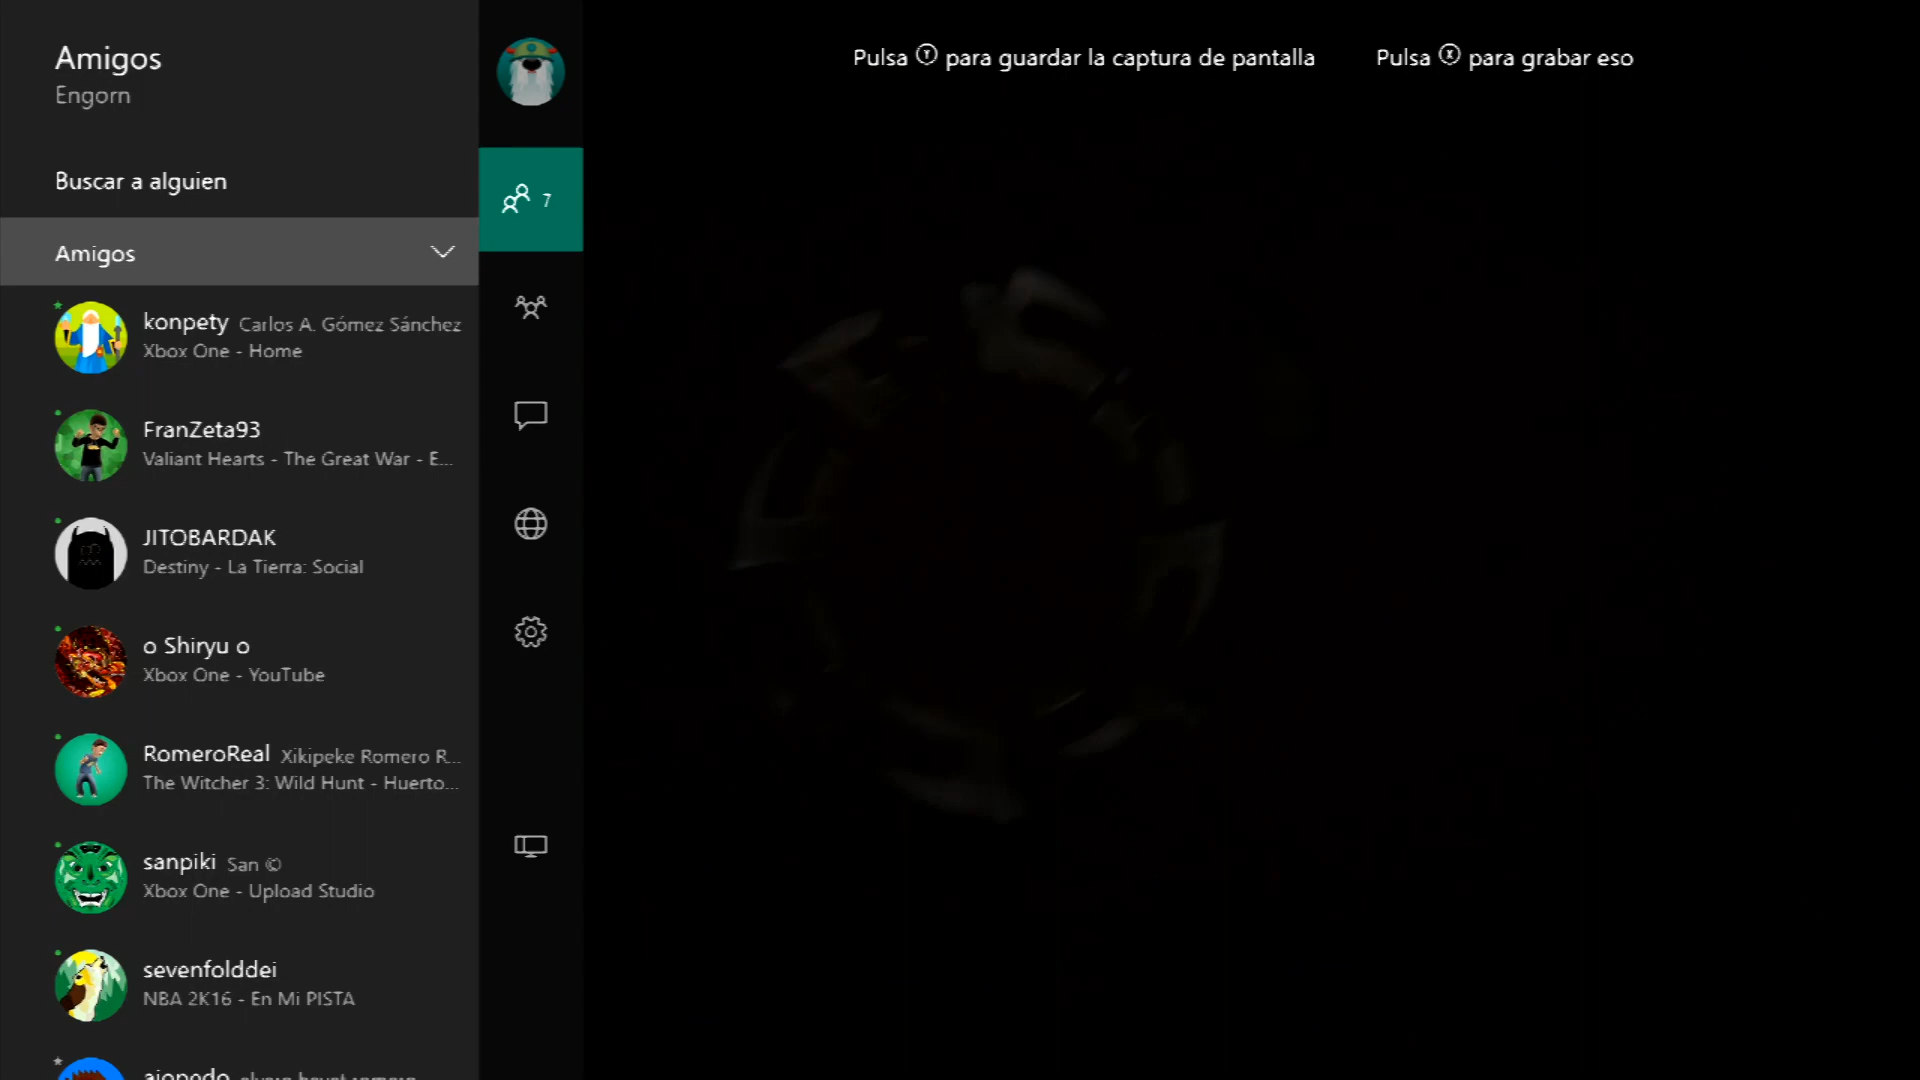 Amigos
Engorn
Buscar a alguien
Amigos
konpety Carlos A. Gómez Sánchez
Xbox One - Home
FranZeta93
Valiant Hearts - The Great War - E...
JITOBARDAK
Destiny - La Tierra: Social
o Shiryu o
Xbox One - YouTube
RomeroReal Xikipeke Romero R...
The Witcher 3: Wild Hunt - Huerto...
sanpiki San ©
Xbox One - Upload Studio
sevenfolddei
NBA 2K16 - En Mi PISTA
7
Pulsa Y para guardar la captura de pantalla
Pulsa X para grabar eso